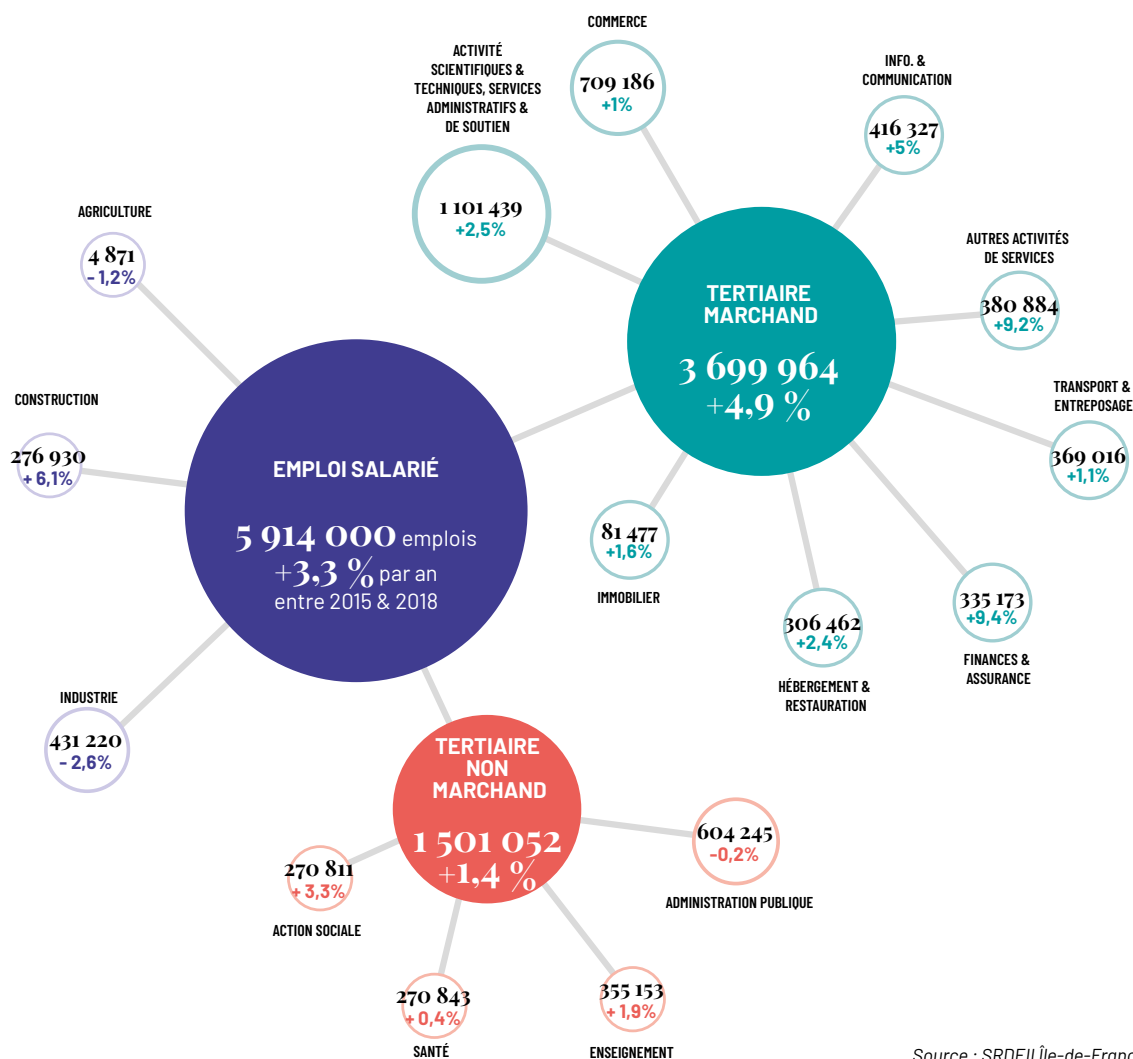 COMMERCE
709 186
+1%
ACTIVITÉ
SCIENTIFIQUES &
TECHNIQUES, SERVICES
ADMINISTRATIFS &
DE SOUTIEN
1 101 439
+2,5%
INFO. &
COMMUNICATION
416 327
+5%
AGRICULTURE
4 871
- 1,2%
AUTRES ACTIVITÉS
DE SERVICES
380 884
+9,2%
TERTIAIRE
MARCHAND
3 699 964
+4,9 %
CONSTRUCTION
276 930
+ 6,1%
TRANSPORT &
ENTREPOSAGE
369 016
+1,1%
EMPLOI SALARIÉ
5 914 000 emplois
+3,3 % par an
entre 2015 & 2018
81 477
+1,6%
IMMOBILIER
306 462
+2,4%
HÉBERGEMENT &
RESTAURATION
335 173
+9,4%
FINANCES &
ASSURANCE
INDUSTRIE
431 220
- 2,6%
TERTIAIRE
NON
MARCHAND
1 501 052
+1,4 %
604 245
-0,2%
ADMINISTRATION PUBLIQUE
270 811
+ 3,3%
ACTION SOCIALE
270 843
+ 0,4%
SANTÉ
355 153
+ 1,9%
ENSEIGNEMENT
Source : SRDEII Île-de-Franc